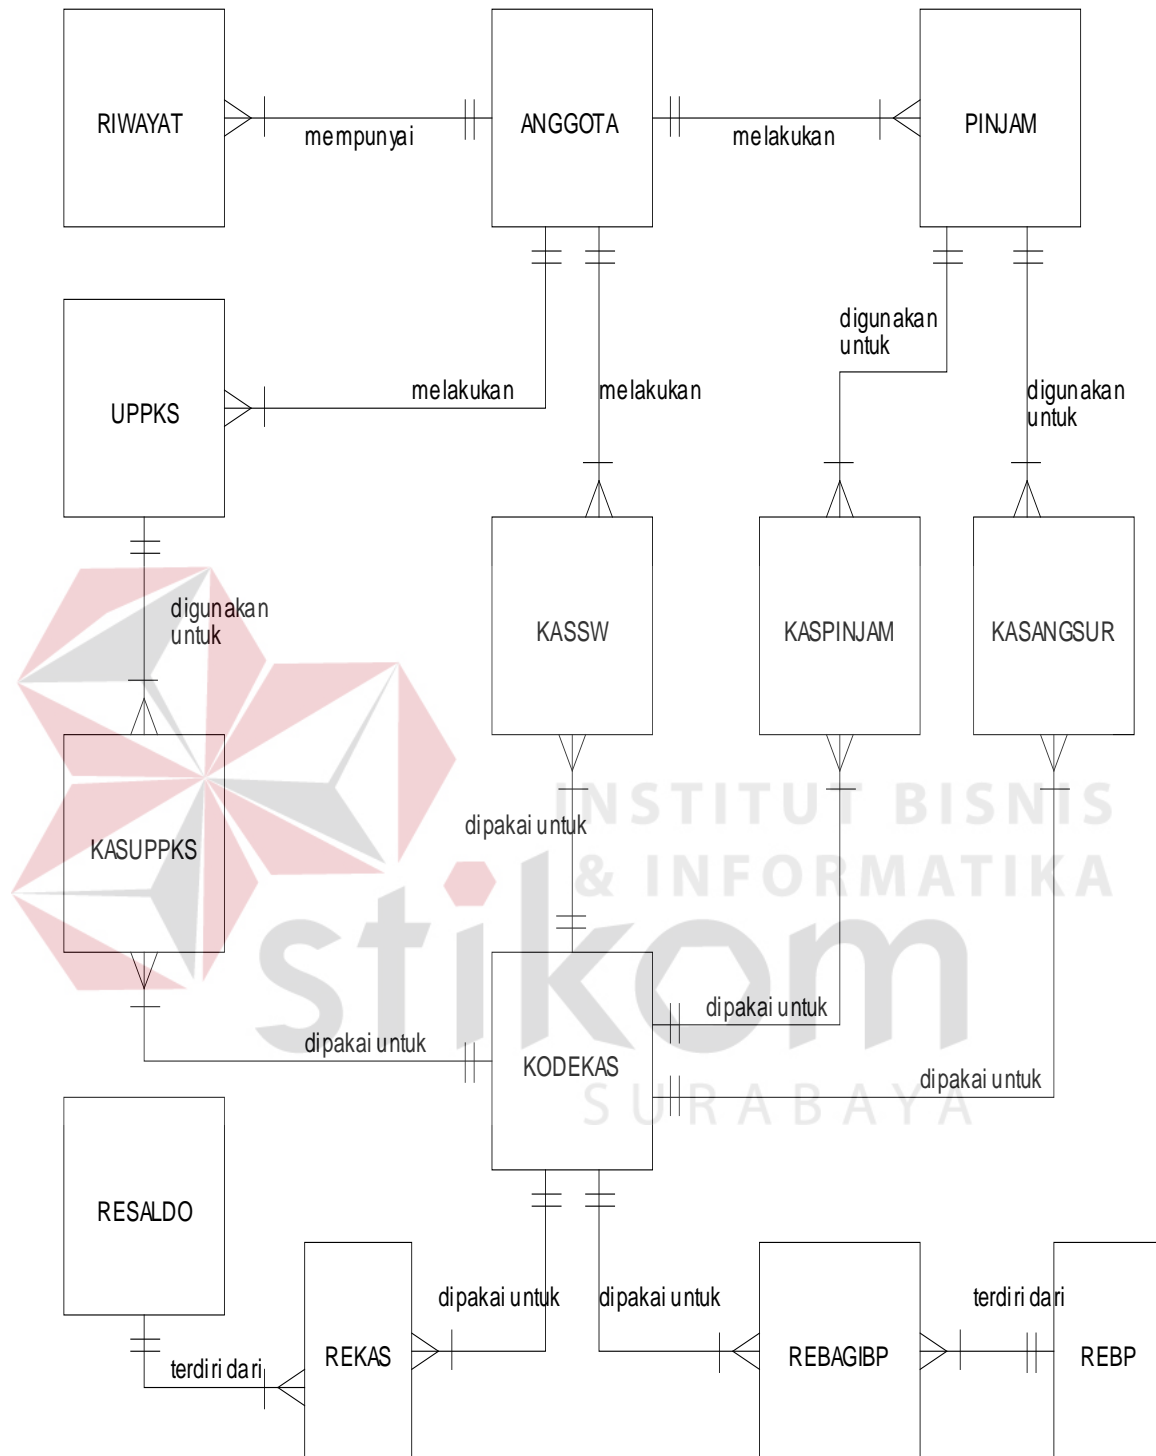 RIWAYAT
mempunyai
ANGGOTA
melakukan
PINJAM
digunakan
untuk
UPPKS
melakukan
melakukan
digunakan
untuk
digunakan
untuk
KASSW
KASPINJAM
KASANGSUR
INSTITUT BISNIS
dipakai untuk
KASUPPKS
& INFORMATIKA
stikom
dipakai untuk
dipakai untuk
KODEKAS
dipakai untuk
SURABAYA
RESALDO
dipakai untuk
dipakai untuk
terdiri dari
terdiri dari
REKAS
REBAGIBP
REBP